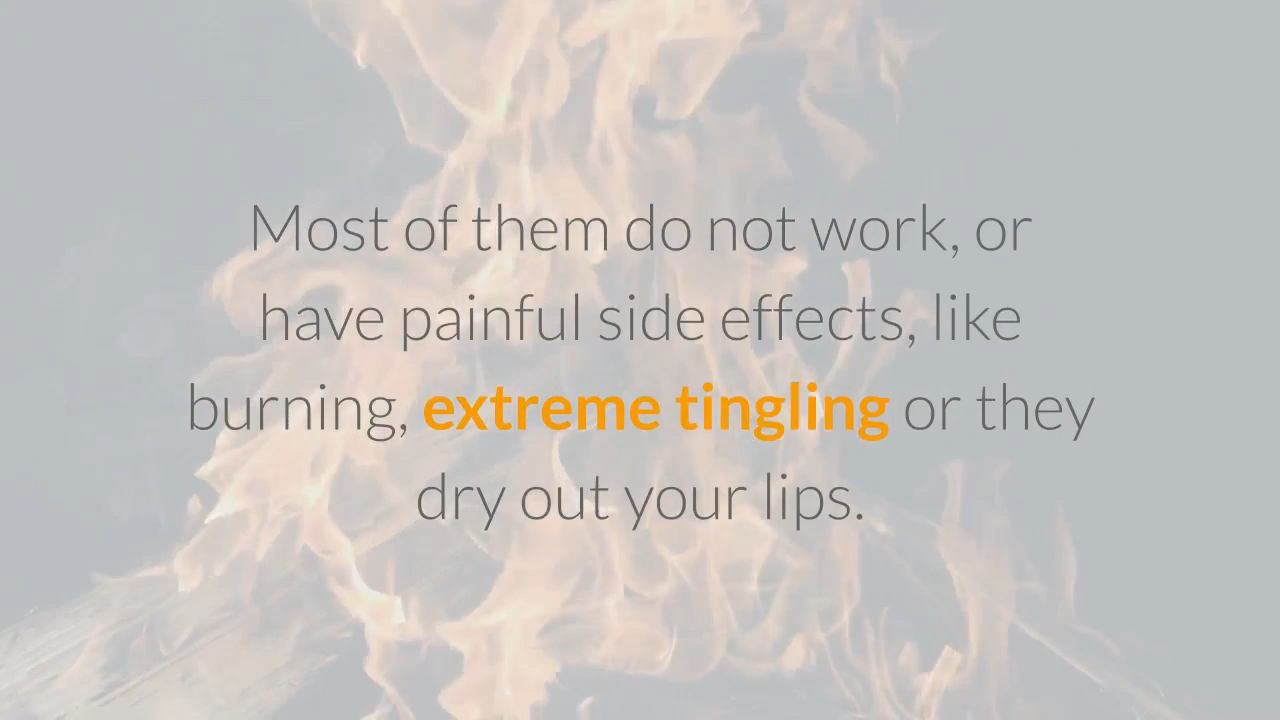 Most of them do not work, or
have painful side effects, like
burning, extreme tingling or they
dry out your lips.